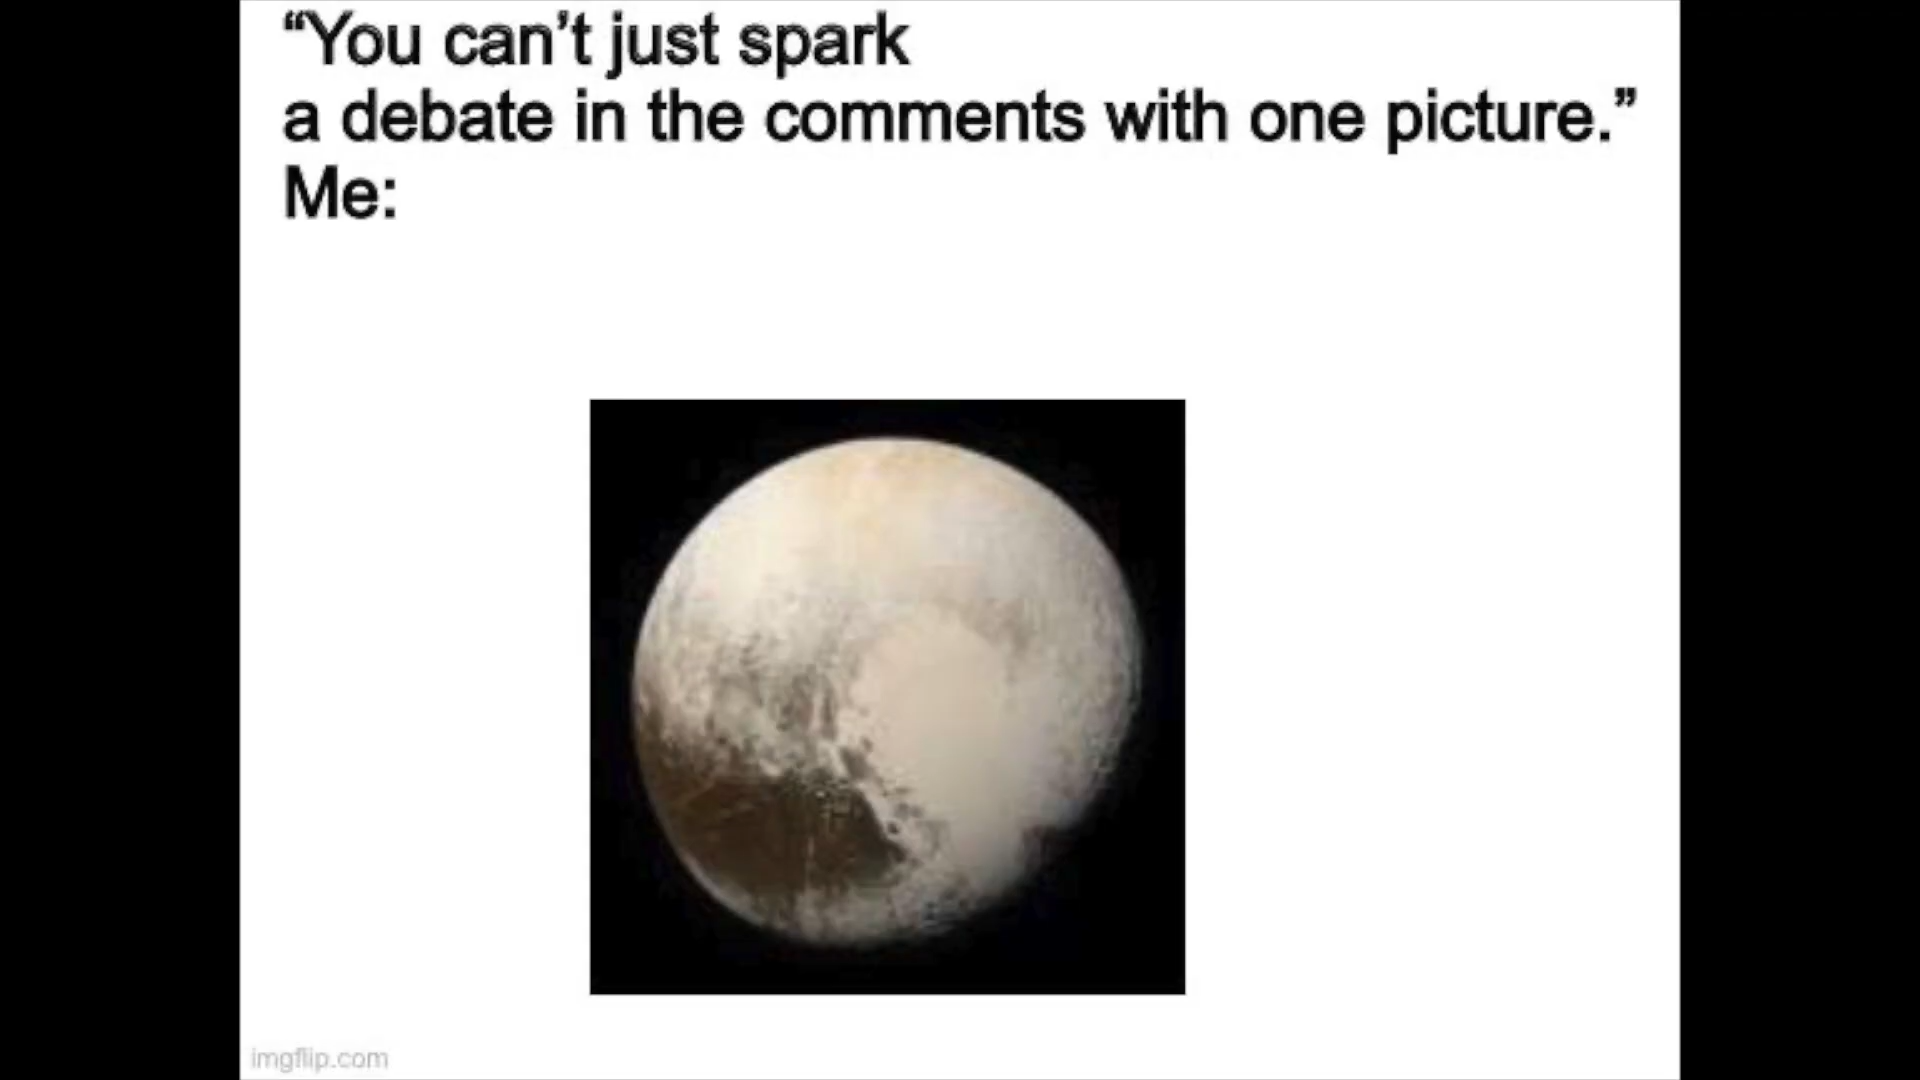 “You can’t just spark
a debate in the comments with one picture.”
Me:
imgflip.com